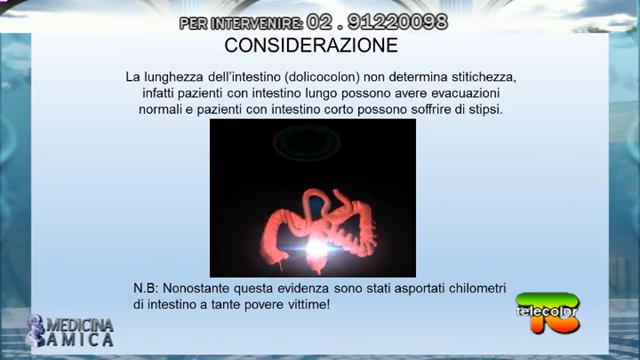 PER INTERVENIRE: 02 . 91220098
CONSIDERAZIONE
La lunghezza dell'intestino (dolicocolon) non determina stitichezza,
infatti pazienti con intestino lungo possono avere evacuazioni
normali e pazienti con intestino corto possono soffrire di stipsi.
N.B: Nonostante questa evidenza sono stati asportati chilometri
di intestino a tante povere vittime!
MEDICINA
AMICA
TC
telecolor